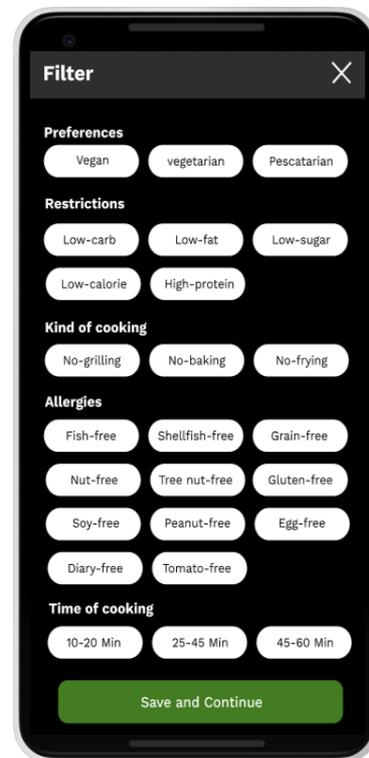 Filter
Preferences
Vegan vegetarian Pescatarian
Restrictions
Low-carb Low-fat Low-sugar
Low-calorie High-protein
Kind of cooking
No-grilling No-baking No-frying
Allergies
Fish-free Shellfish-free Grain-free
Nut-free Tree nut-free Gluten-free
Soy-free Peanut-free Egg-free
Diary-free Tomato-free
Time of cooking
10-20 Min 25-45 Min 45-60 Min
Save and Continue